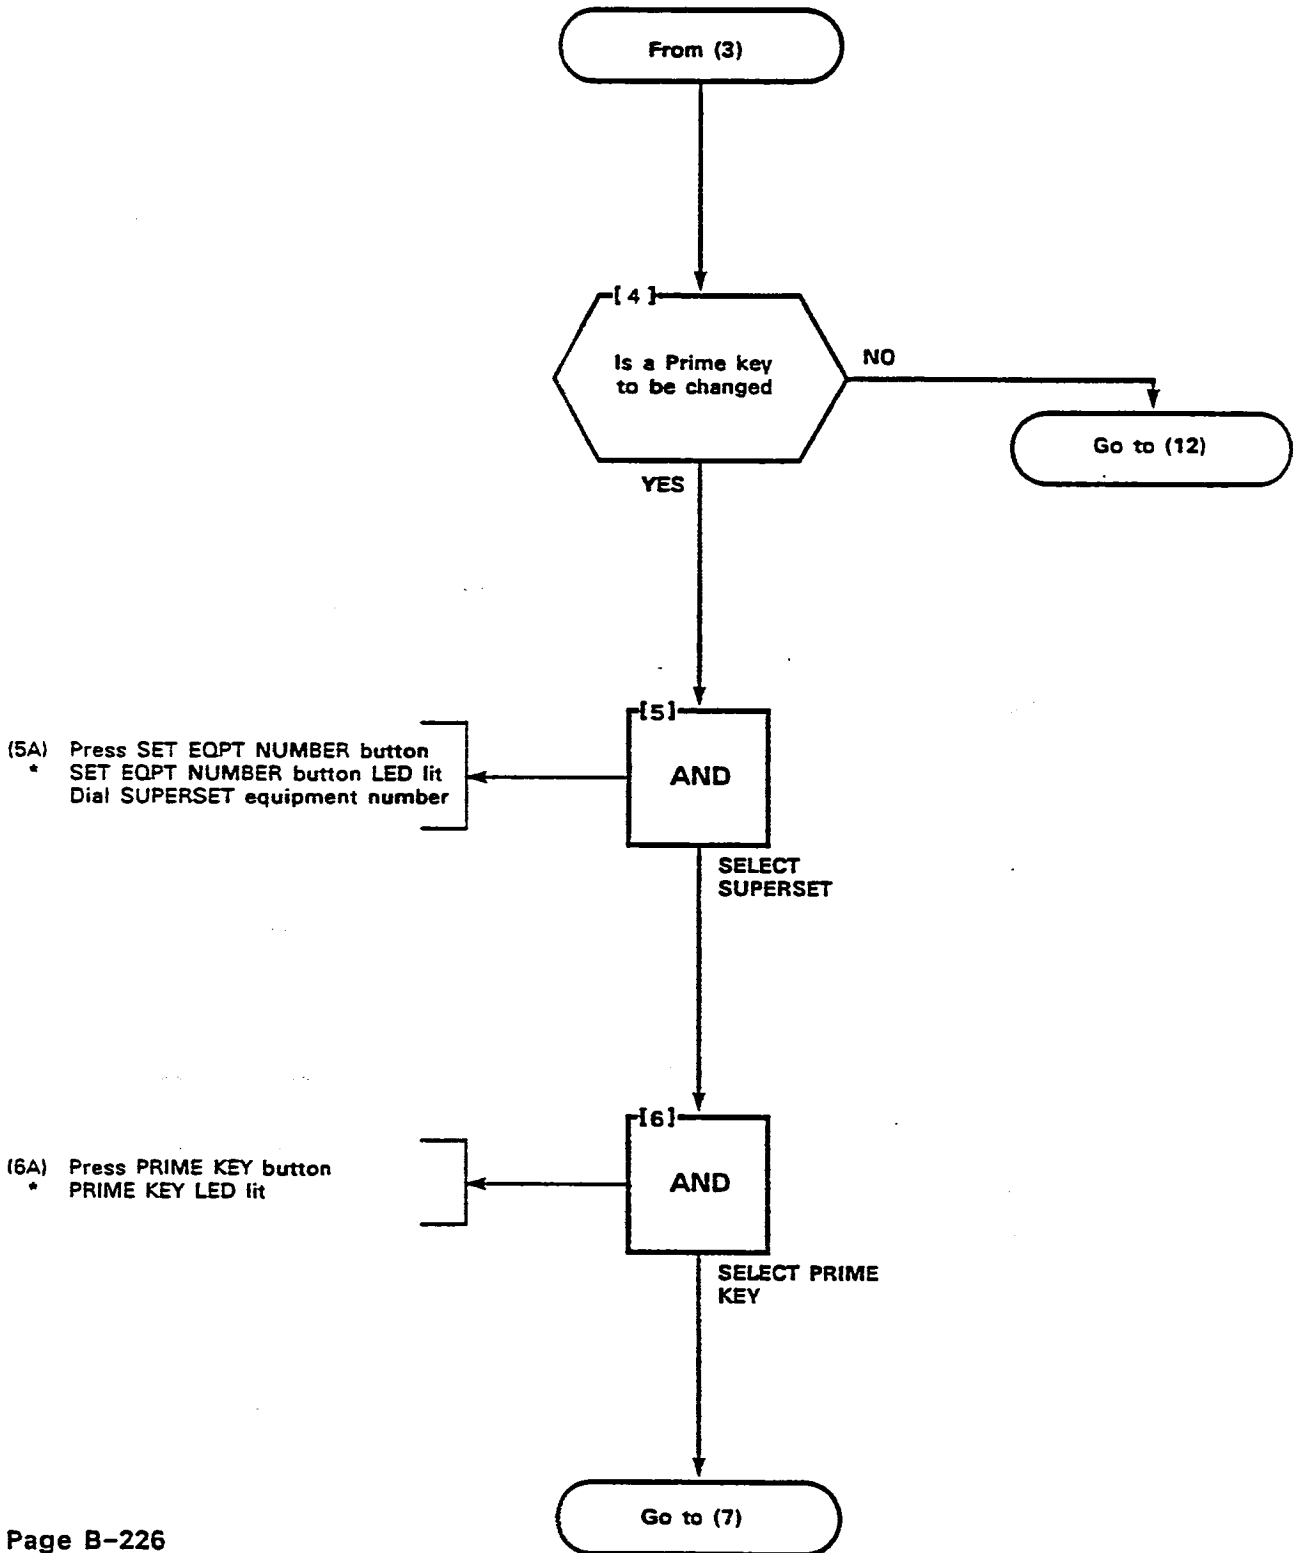 From (3)
[4]
Is a Prime key
to be changed
NO
Go to (12)
YES
[5]
AND
(5A) Press SET EQPT NUMBER button
* SET EQPT NUMBER button LED lit
Dial SUPERSET equipment number
SELECT
SUPERSET
[6]
AND
(6A) Press PRIME KEY button
* PRIME KEY LED lit
SELECT PRIME
KEY
Go to (7)
Page B-226